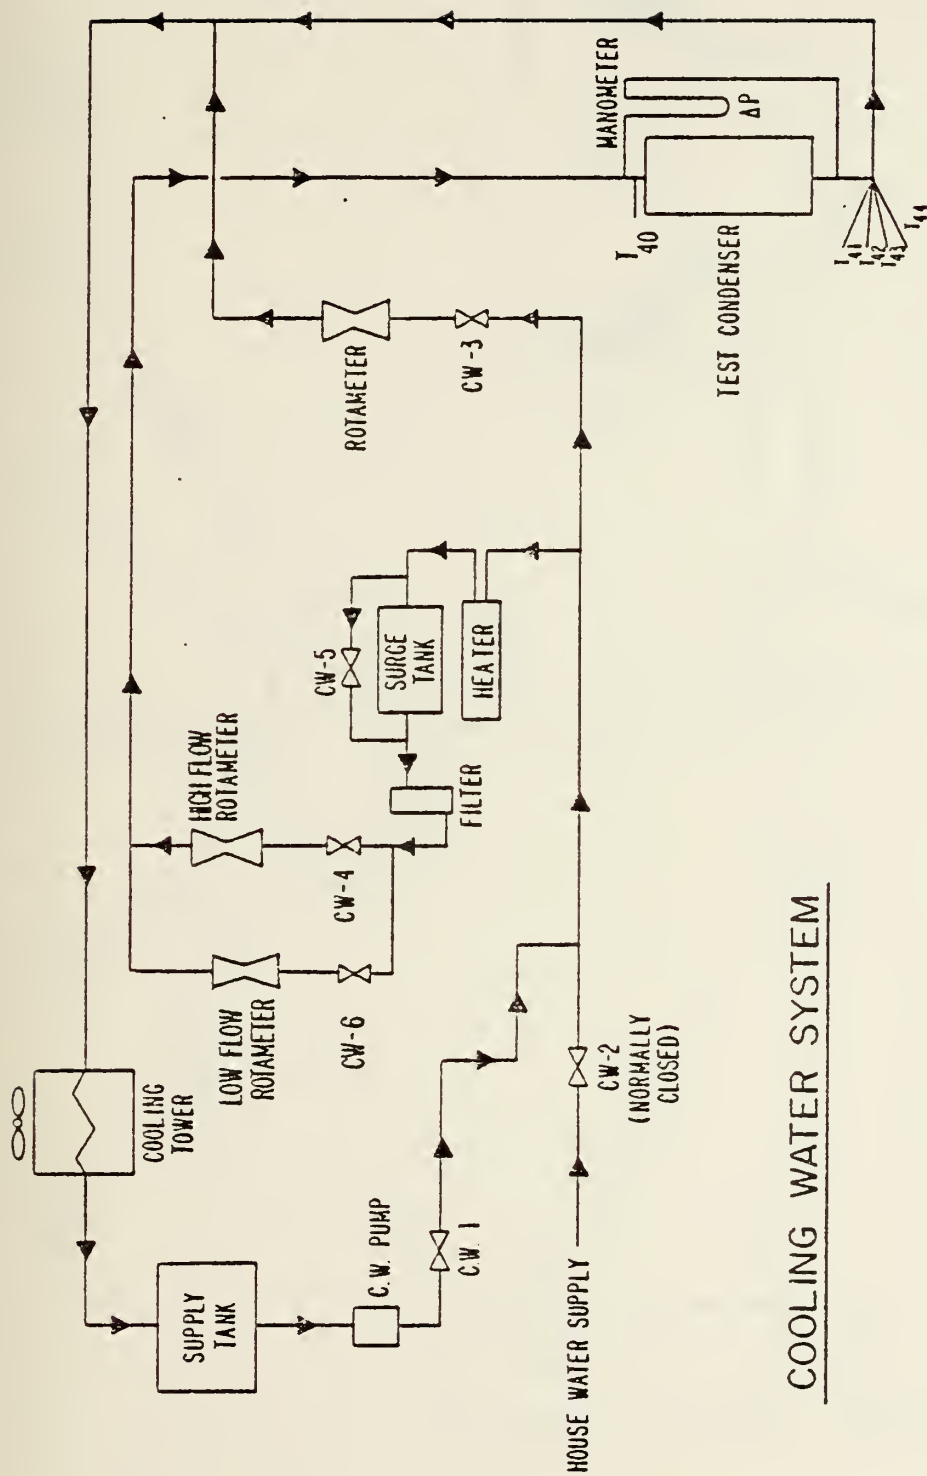 COOLING
TOWER
SUPPLY
TANK
C.W. PUMP
C.W. 1
HOUSE WATER SUPPLY
CW-2
(NORMALLY
CLOSED)
LOW FLOW
ROTAMETER
CW-6
HIGH FLOW
ROTAMETER
CW-4
FILTER
CW-5
SURGE
TANK
HEATER
ROTAMETER
CW-3
MANOMETER
ΔP
T40
TEST CONDENSER
T41
T42
T43
T44
COOLING WATER SYSTEM